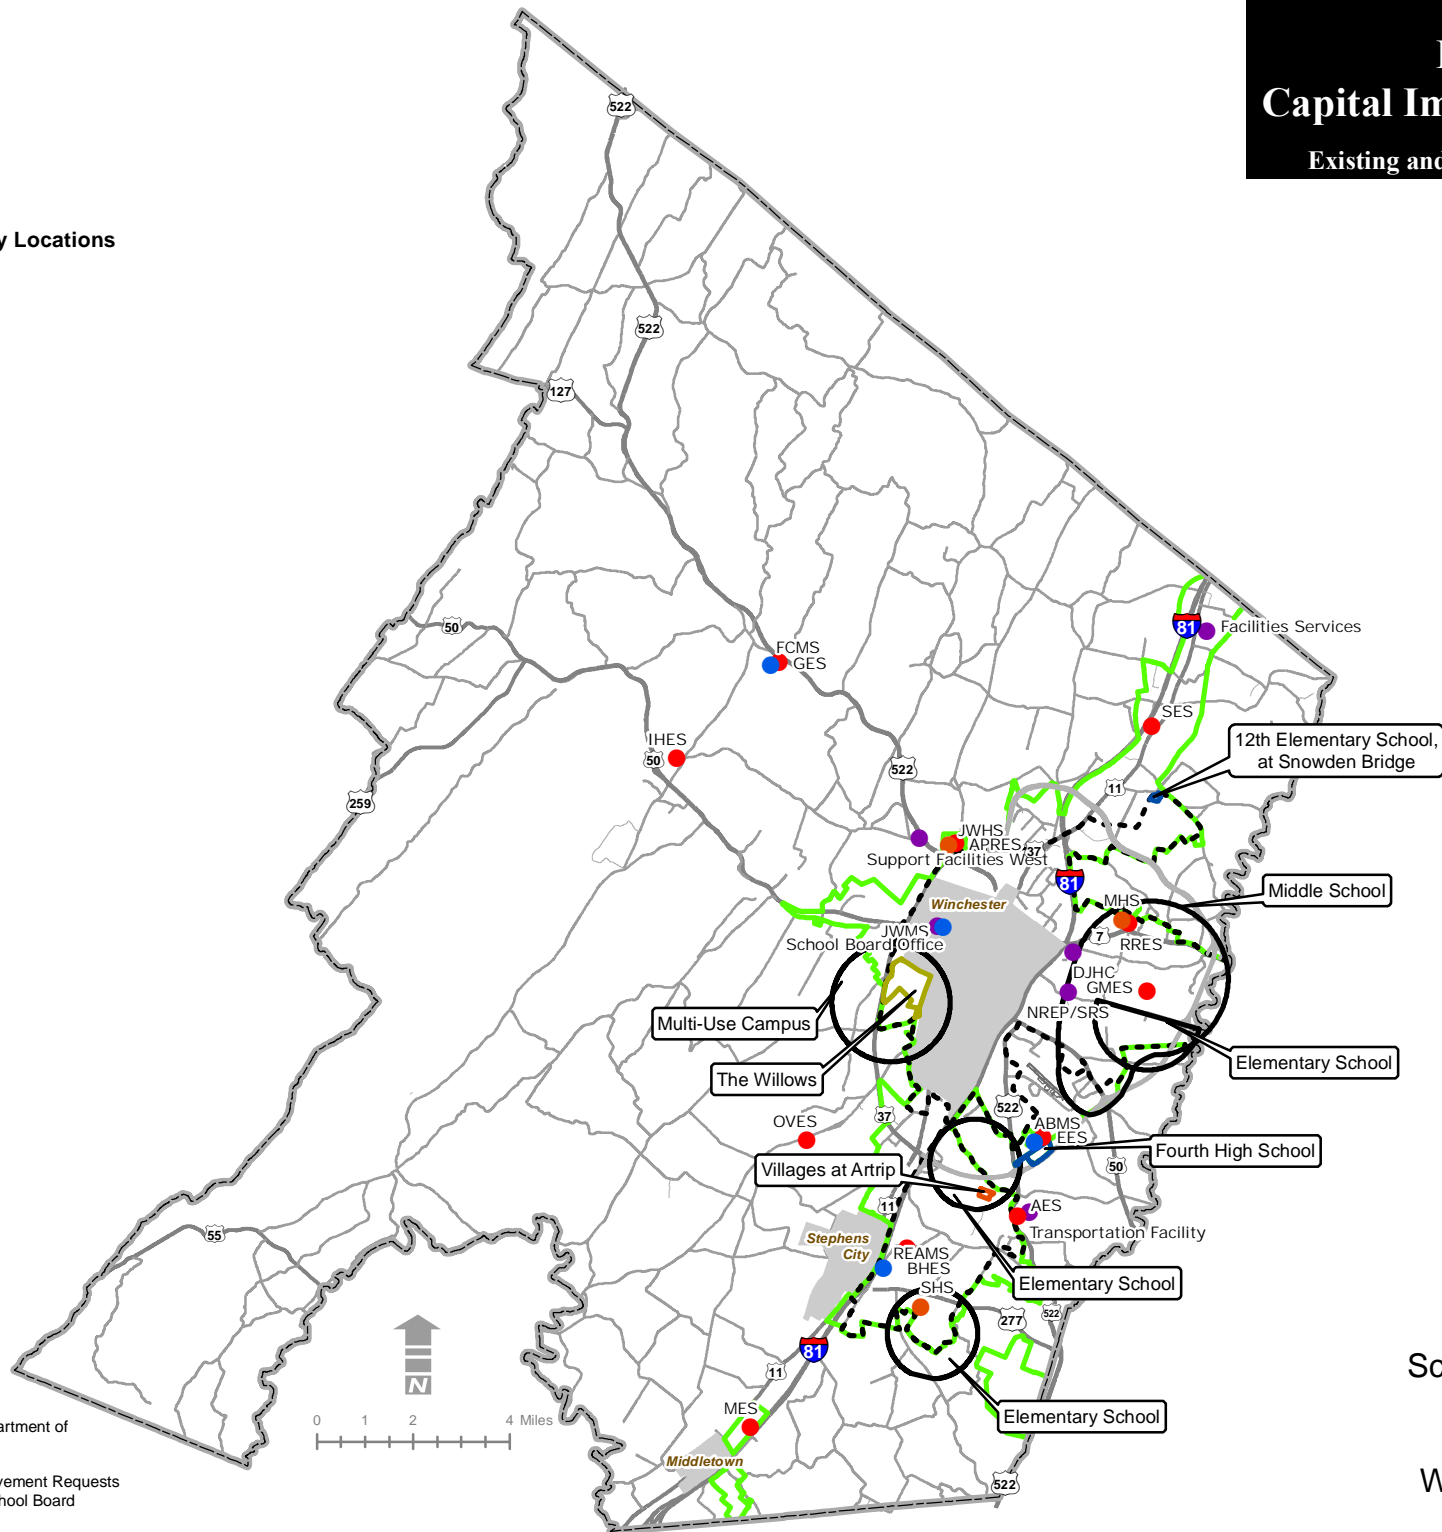 Capital Im
Existing and
y Locations
522
522
127
50
FCMS
GES
81
Facilities Services
SES
IHES
50
12th Elementary School,
at Snowden Bridge
522
11
259
JWHS
APRES
37
Support Facilities West
81
Middle School
Winchester
MHS
JWMS
7
RRES
School Board Office
DJHC
GMES
NREP/SRS
Multi-Use Campus
Elementary School
The Willows
522
37
OVES
ABMS
EES
Fourth High School
Villages at Artrip
50
11
AES
Transportation Facility
55
Stephens
City
REAMS
BHES
Elementary School
SHS
522
277
81
11
N
0 1 2 4 Miles
MES
Elementary School
Middletown
522
artment of
vement Requests
chool Board
Sc
W